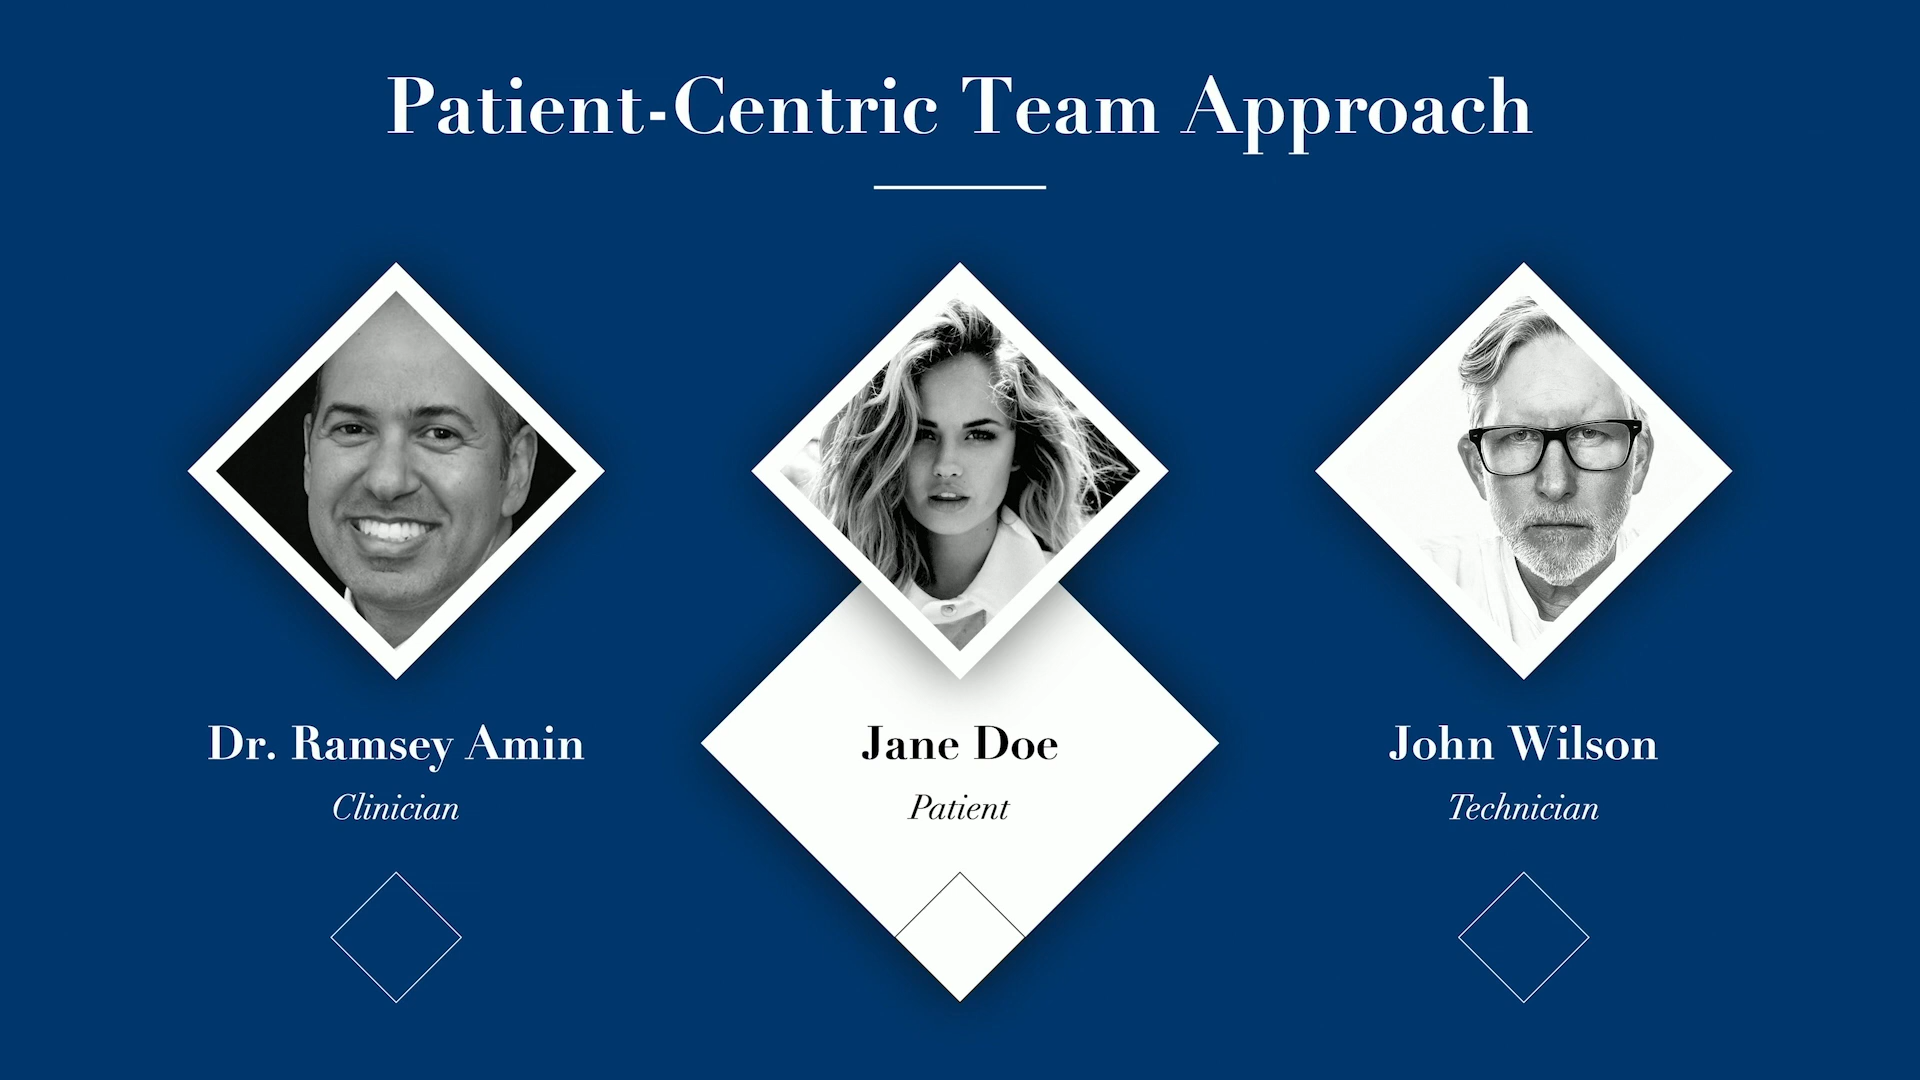 Patient-Centric Team Approach
Dr. Ramsey Amin
Clinician
Jane Doe
Patient
John Wilson
Technician